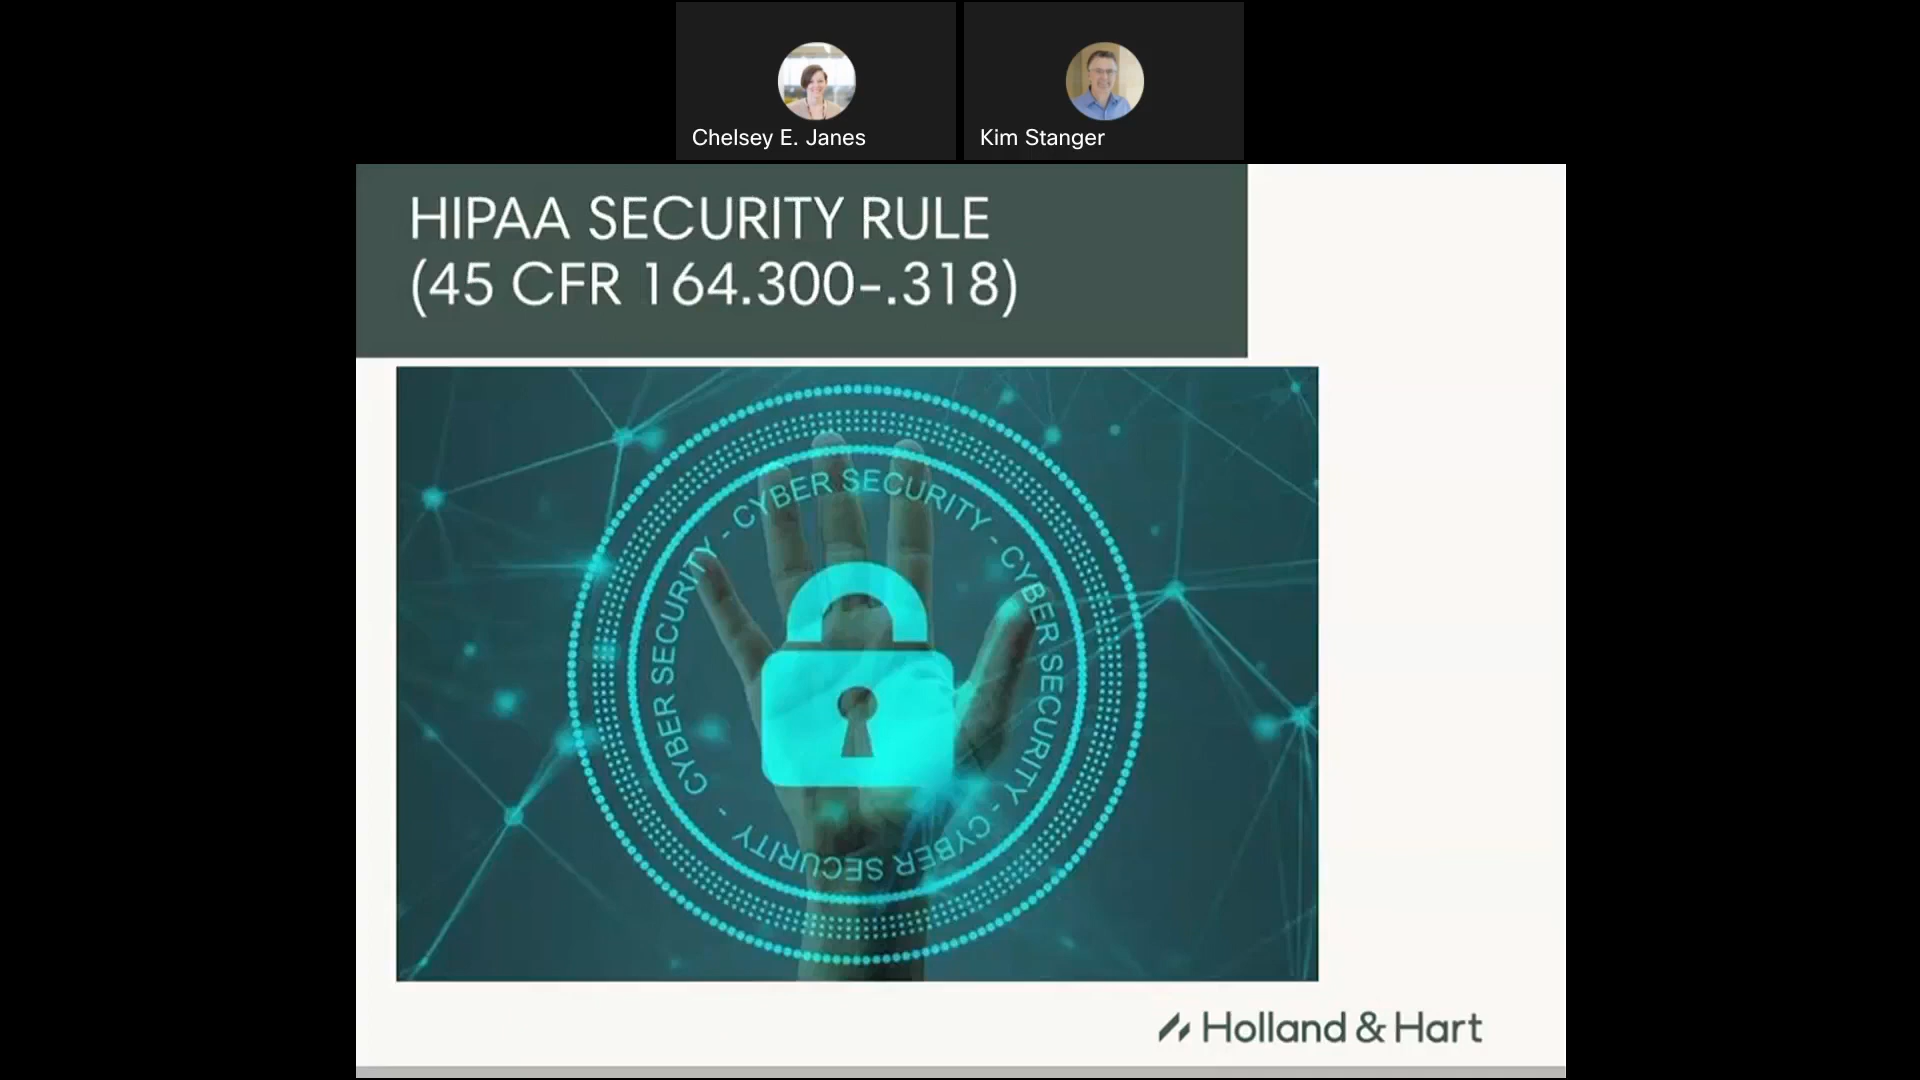 Chelsey E. Janes
Kim Stanger
HIPAA SECURITY RULE
(45 CFR 164.300-.318)
CYBER SECURITY - CYBER SECURITY - CYBER SECURITY - CYBER SECURITY -
Holland & Hart